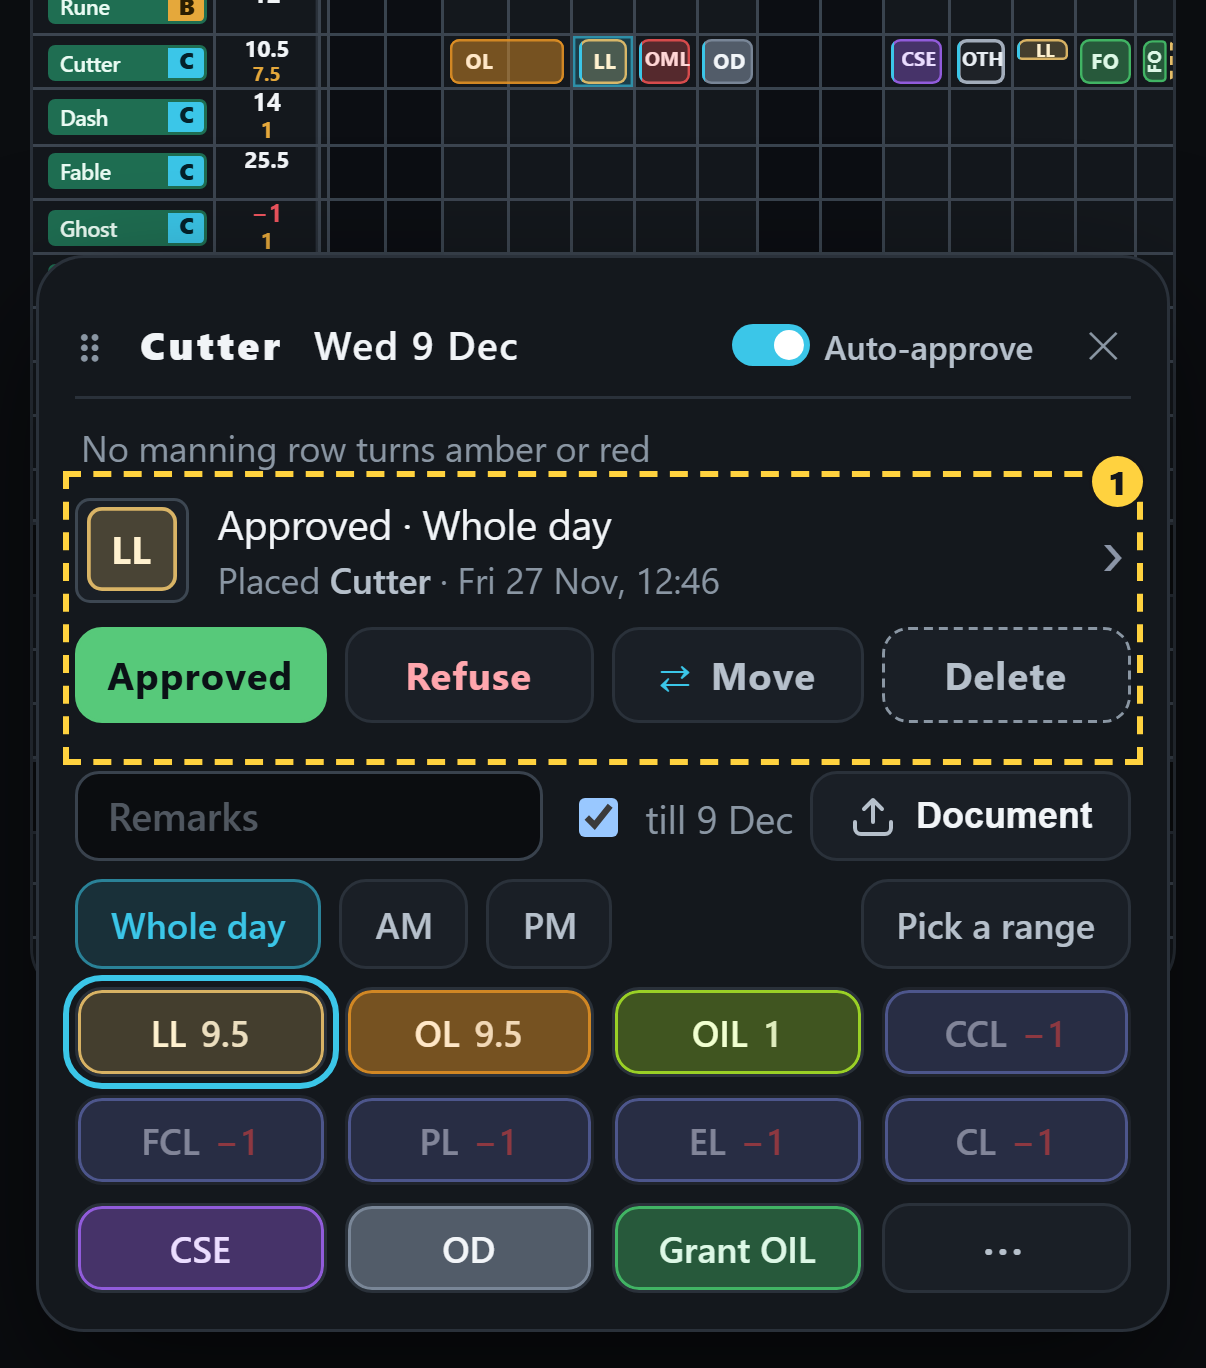 Rune B 12
Cutter C 10.5 OL LL OML OD CSE OTH LL FO FO
7.5
Dash C 14
1
Fable C 25.5
Ghost C −1
1
Cutter Wed 9 Dec Auto-approve
No manning row turns amber or red
1
LL Approved · Whole day
Placed Cutter · Fri 27 Nov, 12:46
Approved Refuse Move Delete
Remarks till 9 Dec Document
Whole day AM PM Pick a range
LL 9.5 OL 9.5 OIL 1 CCL −1
FCL −1 PL −1 EL −1 CL −1
CSE OD Grant OIL ...